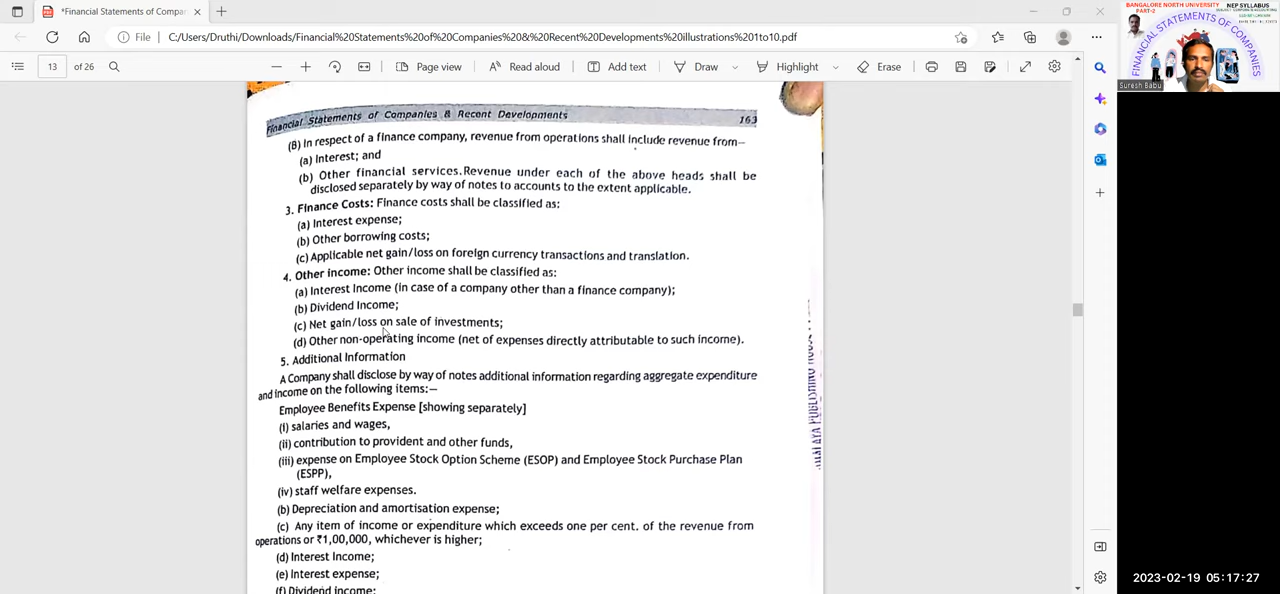 *Financial Statements of Compan
File
C:/Users/Druthi/Downloads/Financial%20Statements%20of%20Companies%20&%20Recent%20Developments%20illustrations%201to10.pdf
13 of 26
Add text
Draw
Highlight
Erase
BANGALORE NORTH UNIVERSITY
PART-2
NEP SYLLABUS
FINANCIAL STATEMENTS OF COMPANIES
Suresh Babu
Financial Statements of Companies & Recent Developments 163
(B) In respect of a finance company, revenue from operations shall include revenue from—
(a) Interest; and
(b) Other financial services.Revenue under each of the above heads shall be
disclosed separately by way of notes to accounts to the extent applicable.
3. Finance Costs: Finance costs shall be classified as:
(a) Interest expense;
(b) Other borrowing costs;
(c) Applicable net gain/loss on foreign currency transactions and translation.
4. Other income: Other income shall be classified as:
(a) Interest Income (in case of a company other than a finance company);
(b) Dividend Income;
(c) Net gain/loss on sale of investments;
(d) Other non-operating income (net of expenses directly attributable to such income).
5. Additional Information
A Company shall disclose by way of notes additional information regarding aggregate expenditure
and income on the following items:—
Employee Benefits Expense [showing separately]
(i) salaries and wages,
(ii) contribution to provident and other funds,
(iii) expense on Employee Stock Option Scheme (ESOP) and Employee Stock Purchase Plan
(ESPP),
(iv) staff welfare expenses.
(b) Depreciation and amortisation expense;
(c) Any item of income or expenditure which exceeds one per cent. of the revenue from
operations or ₹1,00,000, whichever is higher;
(d) Interest Income;
(e) Interest expense;
(f) Dividend income;
2023-02-19 05:17:27